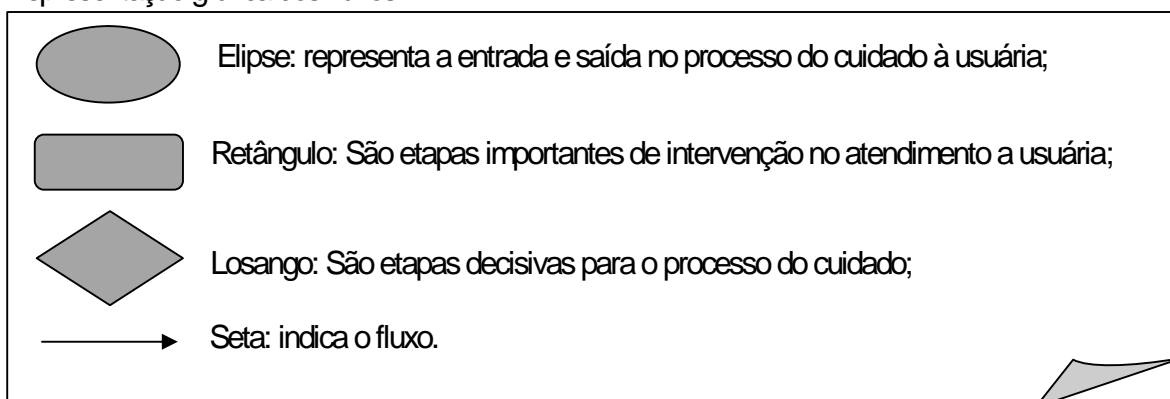 Elipse: representa a entrada e saída no processo do cuidado à usuária;
Retângulo: São etapas importantes de intervenção no atendimento a usuária;
Losango: São etapas decisivas para o processo do cuidado;
Seta: indica o fluxo.